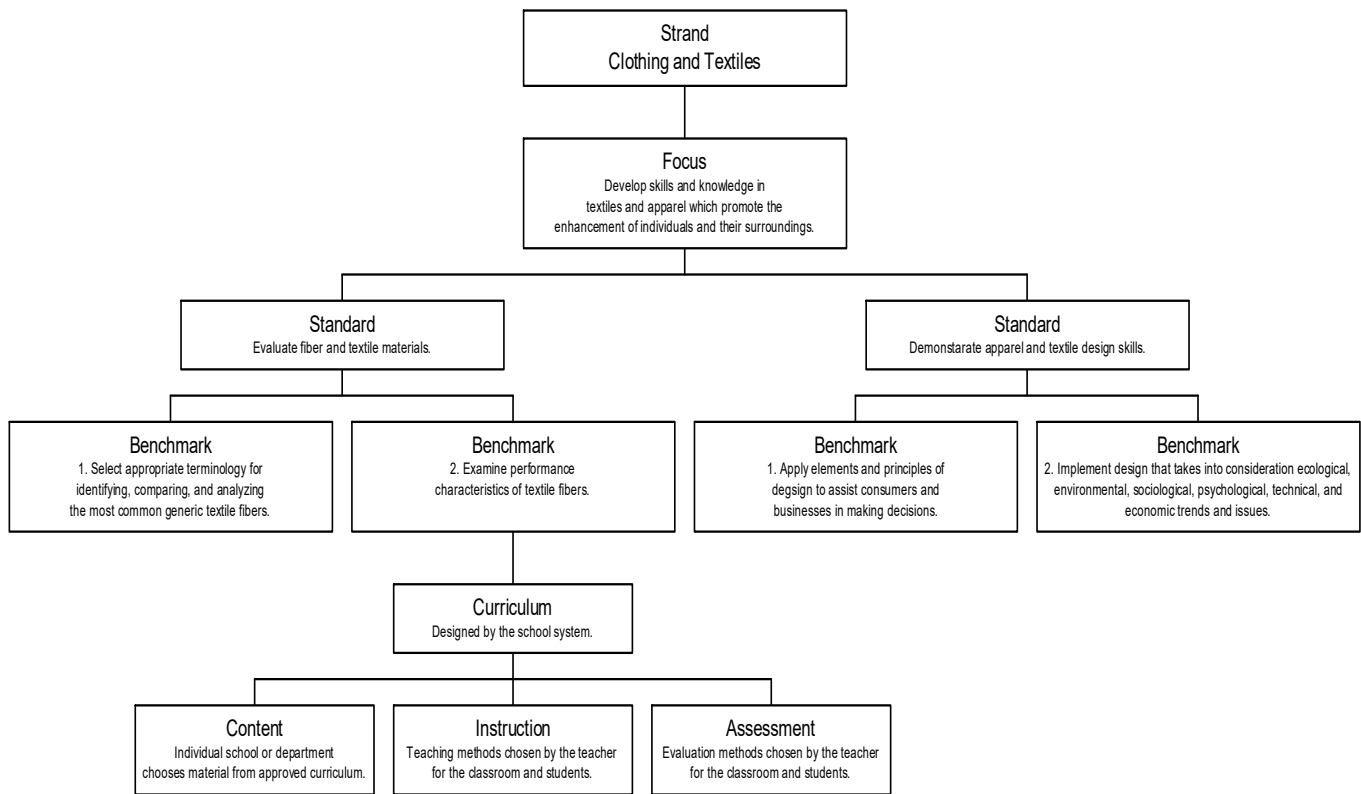 Strand
Clothing and Textiles
Focus
Develop skills and knowledge in
textiles and apparel which promote the
enhancement of individuals and their surroundings.
Standard
Evaluate fiber and textile materials.
Standard
Demonstarate apparel and textile design skills.
Benchmark
1. Select appropriate terminology for
identifying, comparing, and analyzing
the most common generic textile fibers.
Benchmark
2. Examine performance
characteristics of textile fibers.
Benchmark
1. Apply elements and principles of
degsign to assist consumers and
businesses in making decisions.
Benchmark
2. Implement design that takes into consideration ecological,
environmental, sociological, psychological, technical, and
economic trends and issues.
Curriculum
Designed by the school system.
Content
Individual school or department
chooses material from approved curriculum.
Instruction
Teaching methods chosen by the teacher
for the classroom and students.
Assessment
Evaluation methods chosen by the teacher
for the classroom and students.